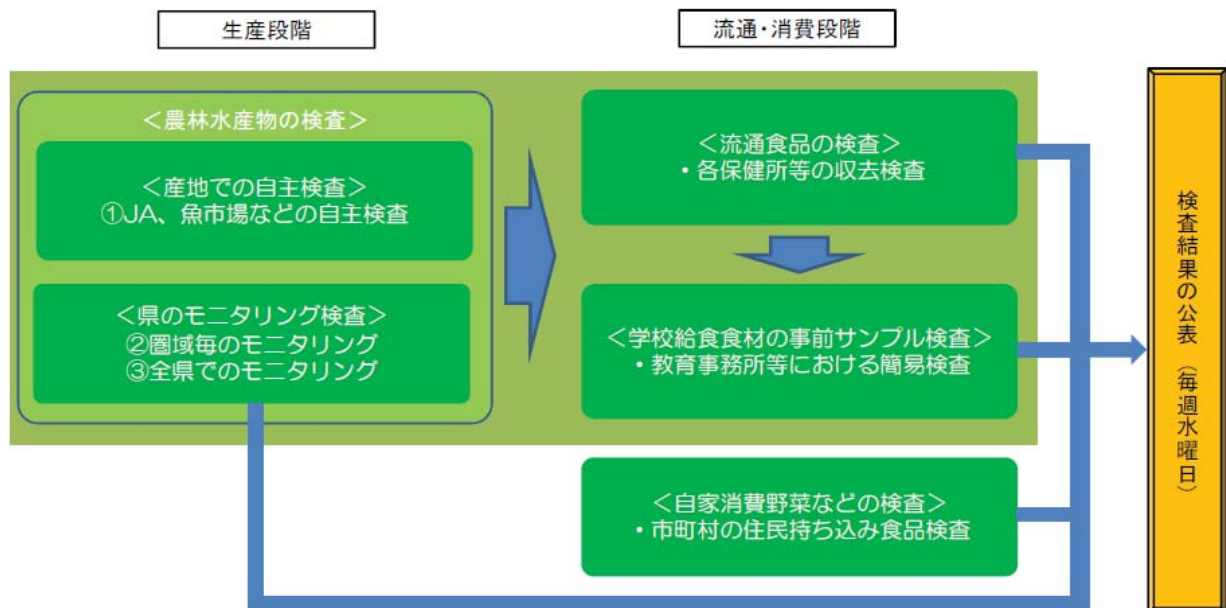 生産段階
流通・消費段階
＜農林水産物の検査＞
＜産地での自主検査＞
①JA、魚市場などの自主検査
＜県のモニタリング検査＞
②圏域毎のモニタリング
③全県でのモニタリング
＜流通食品の検査＞
・各保健所等の収去検査
＜学校給食食材の事前サンプル検査＞
・教育事務所等における簡易検査
＜自家消費野菜などの検査＞
・市町村の住民持ち込み食品検査
検査結果の公表（毎週水曜日）